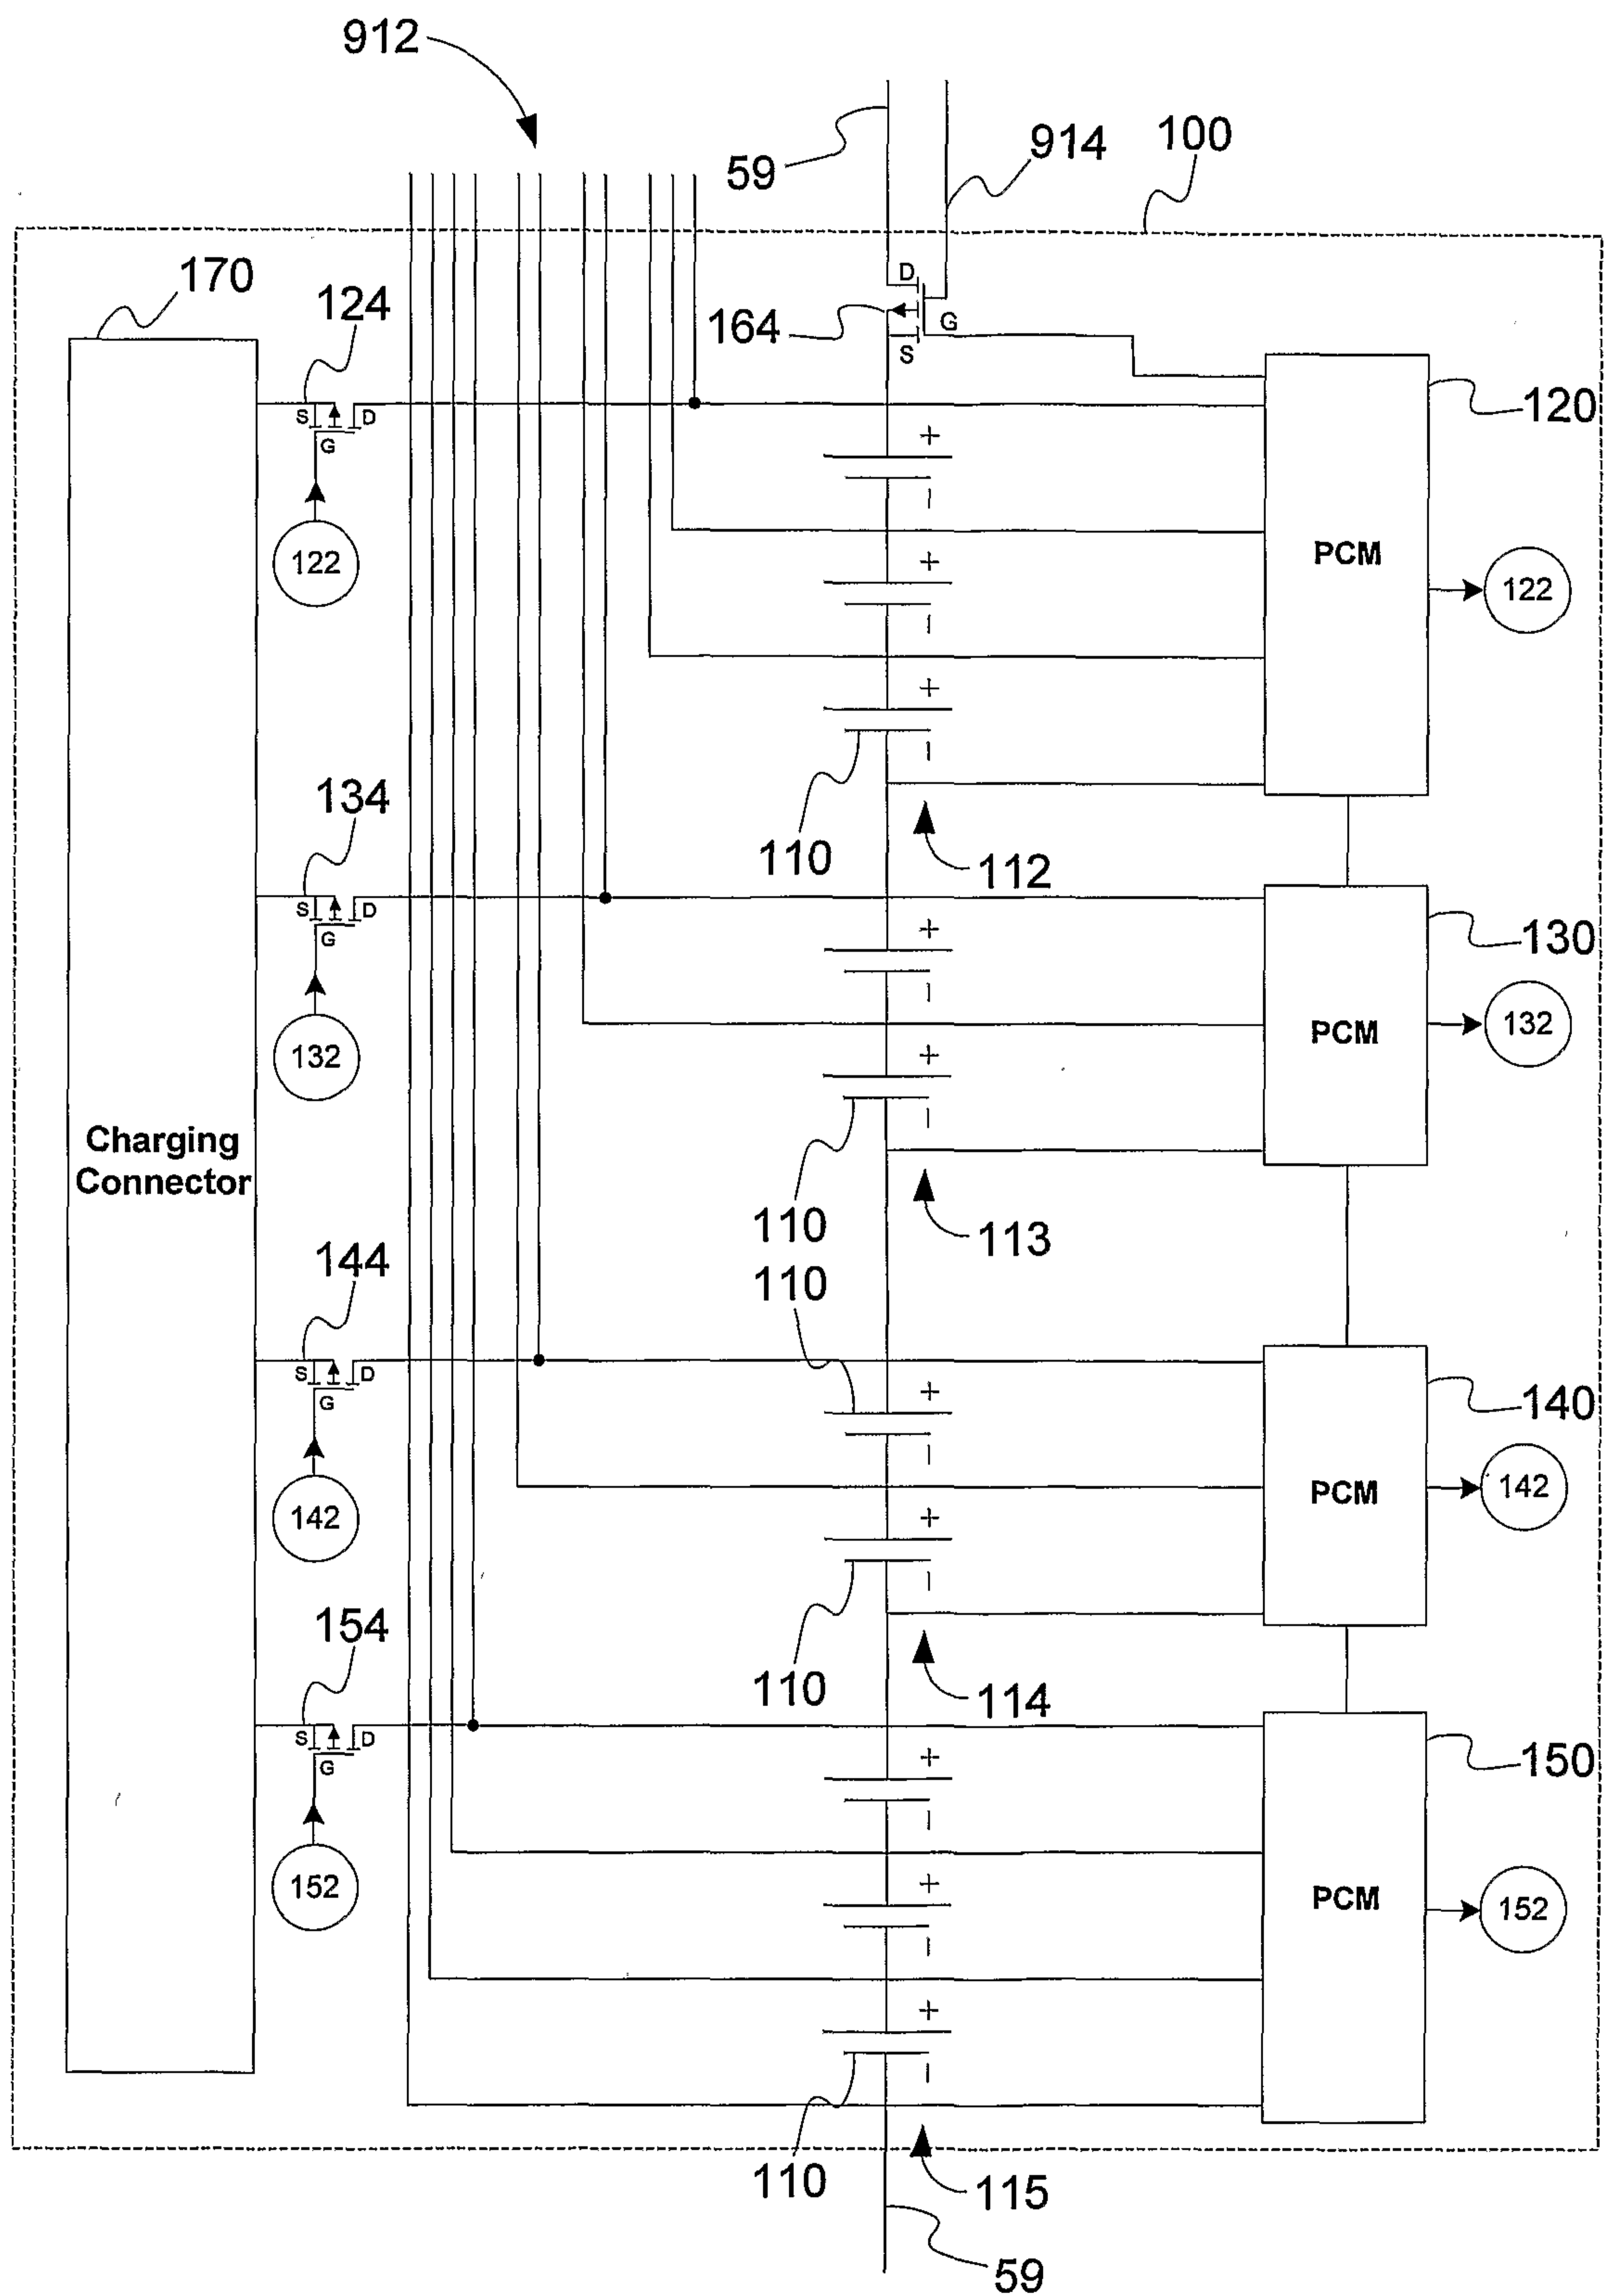 912
59
914
100
170
124
D
164
G
S
120
S
D
G
+
-
122
PCM
+
-
122
+
-
110
112
134
S
D
G
130
+
-
132
PCM
132
+
-
Charging
Connector
110
113
110
144
S
D
G
140
+
-
142
PCM
142
+
-
154
110
114
S
D
G
150
+
-
152
PCM
152
+
-
+
-
110
115
59